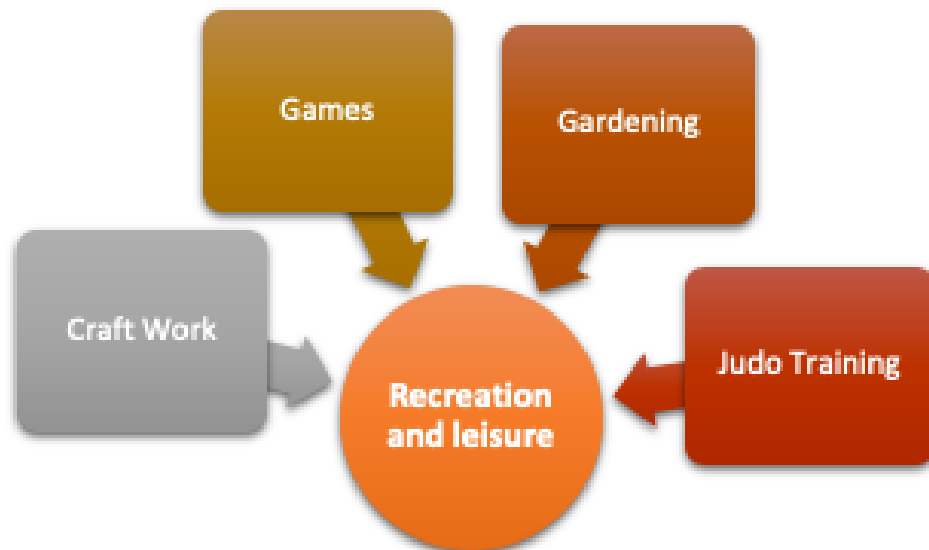 Games
Gardening
Craft Work
Judo Training
Recreation
and leisure